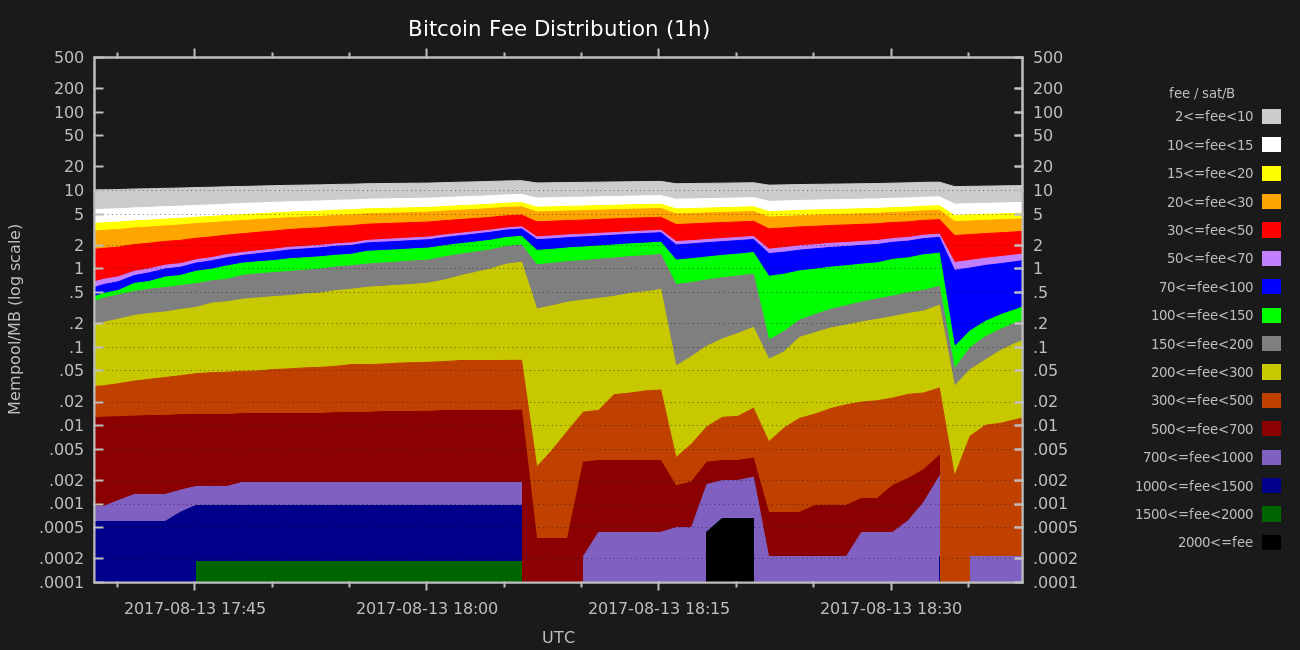 Bitcoin Fee Distribution (1h)
500
200
100
50
20
10
5
2
1
.5
.2
.1
.05
.02
.01
.005
.002
.001
.0005
.0002
.0001
Mempool/MB (log scale)
500
200
100
50
20
10
5
2
1
.5
.2
.1
.05
.02
.01
.005
.002
.001
.0005
.0002
.0001
2017-08-13 17:45
2017-08-13 18:00
2017-08-13 18:15
2017-08-13 18:30
UTC
fee / sat/B
2<=fee<10
10<=fee<15
15<=fee<20
20<=fee<30
30<=fee<50
50<=fee<70
70<=fee<100
100<=fee<150
150<=fee<200
200<=fee<300
300<=fee<500
500<=fee<700
700<=fee<1000
1000<=fee<1500
1500<=fee<2000
2000<=fee